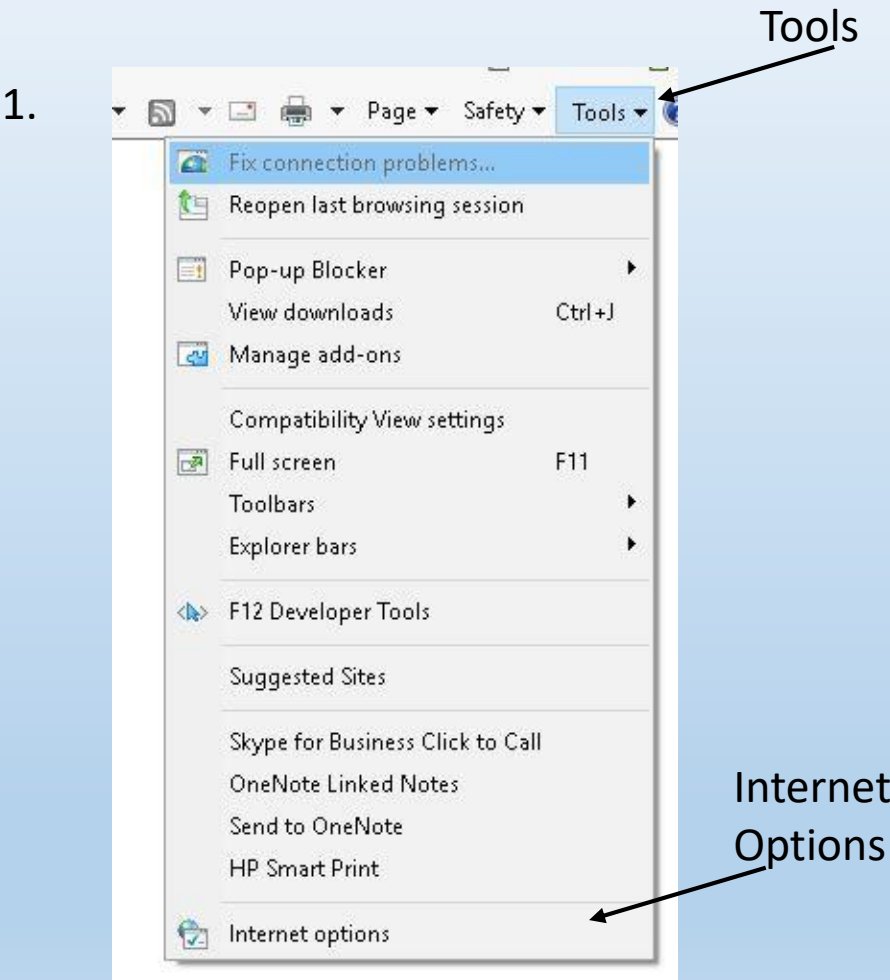 Tools
1.
Page Safety Tools
Fix connection problems...
Reopen last browsing session
Pop-up Blocker
View downloads Ctrl+J
Manage add-ons
Compatibility View settings
Full screen F11
Toolbars
Explorer bars
F12 Developer Tools
Suggested Sites
Skype for Business Click to Call
OneNote Linked Notes
Send to OneNote
HP Smart Print
Internet
Options
Internet options